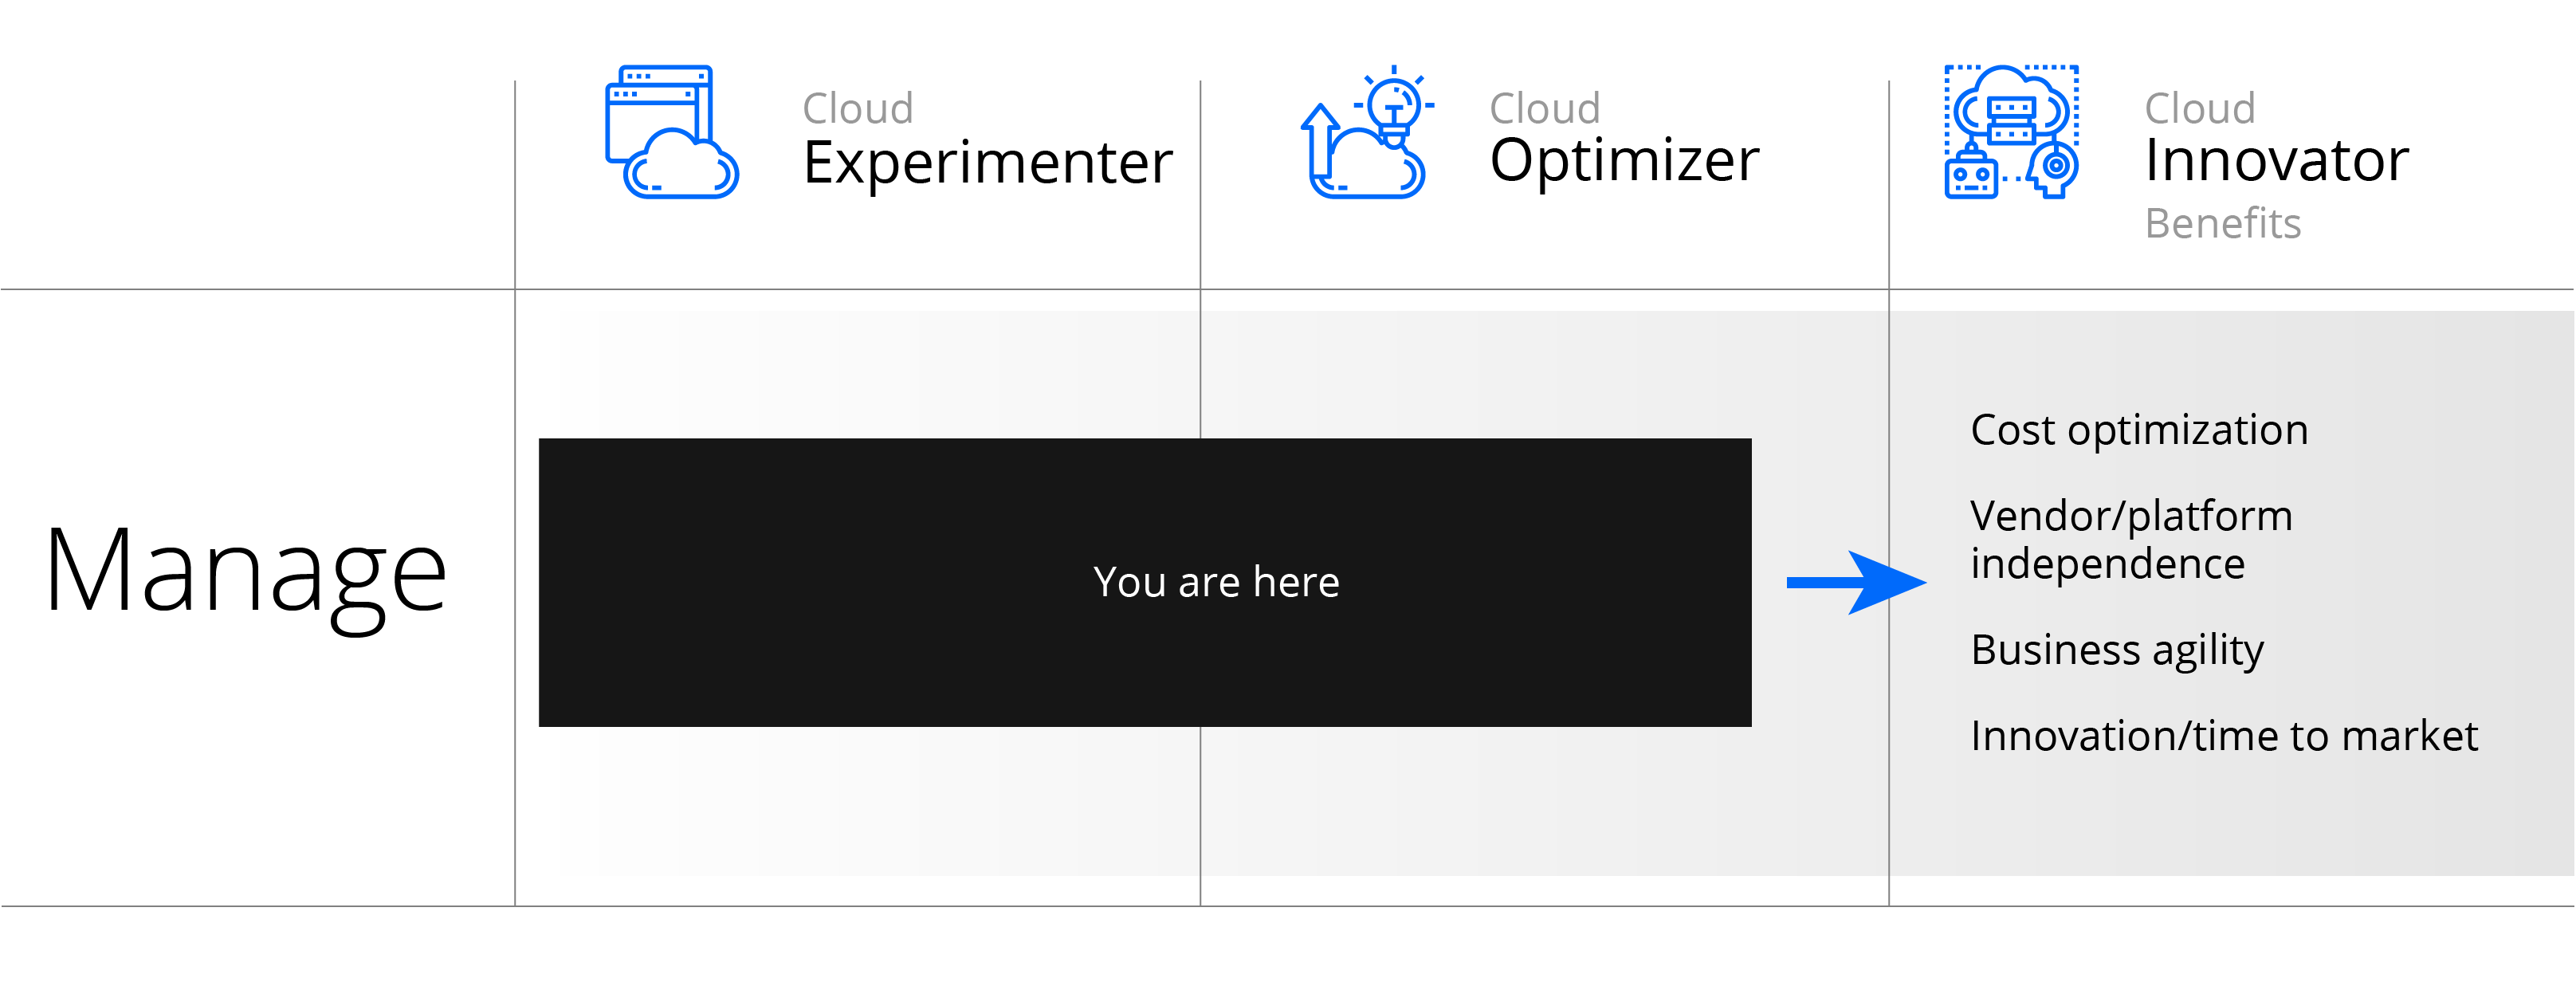 Cloud
Experimenter
Cloud
Optimizer
Cloud
Innovator
Benefits
Manage
You are here
Cost optimization
Vendor/platform
independence
Business agility
Innovation/time to market